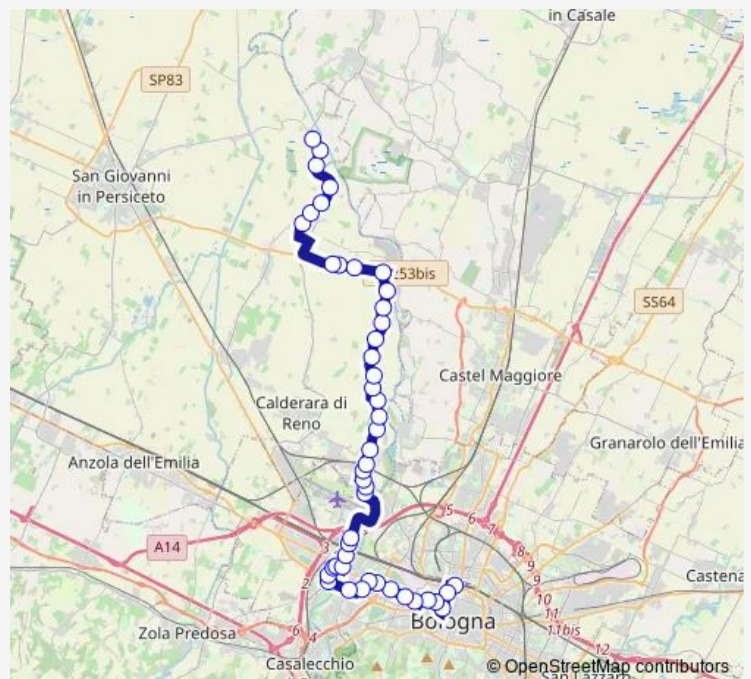 in Casale
SP83
San Giovanni
in Persiceto
253bis
SS64
Castel Maggiore
Calderara di
Reno
Granarolo dell'Emilia
Anzola dell'Emilia
5
6
7
A14
3
8
9
2
9
Castena
10
11
Zola Predosa
6
4
Bologna
11bis
12
Casalecchio
San Lazzaro
© OpenStreetMap contributors